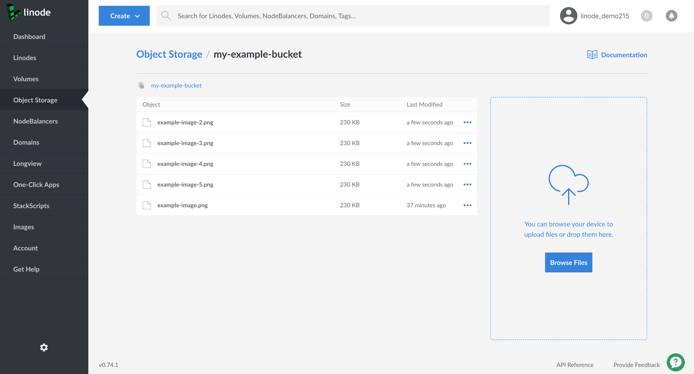 linode
Create
Search for Linodes, Volumes, NodeBalancers, Domains, Tags...
linode_demo215
0
Dashboard
Linodes
Volumes
Object Storage
NodeBalancers
Domains
Longview
One-Click Apps
StackScripts
Images
Account
Get Help
Object Storage / my-example-bucket
Documentation
my-example-bucket
Object Size Last Modified
example-image-2.png 230 KB a few seconds ago
example-image-3.png 230 KB a few seconds ago
example-image-4.png 230 KB a few seconds ago
example-image-5.png 230 KB a few seconds ago
example-image.png 230 KB 37 minutes ago
You can browse your device to
upload files or drop them here.
Browse Files
v0.74.1
API Reference
Provide Feedback
?